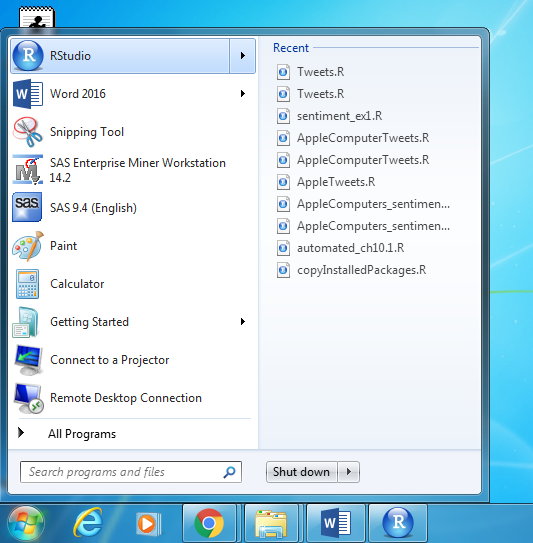 RStudio
Word 2016
Snipping Tool
SAS Enterprise Miner Workstation
14.2
SAS 9.4 (English)
Paint
Calculator
Getting Started
Connect to a Projector
Remote Desktop Connection
All Programs
Search programs and files
Recent
Tweets.R
Tweets.R
sentiment_ex1.R
AppleComputerTweets.R
AppleComputerTweets.R
AppleTweets.R
AppleComputers_sentimen...
AppleComputers_sentimen...
automated_ch10.1.R
copyInstalledPackages.R
Shut down